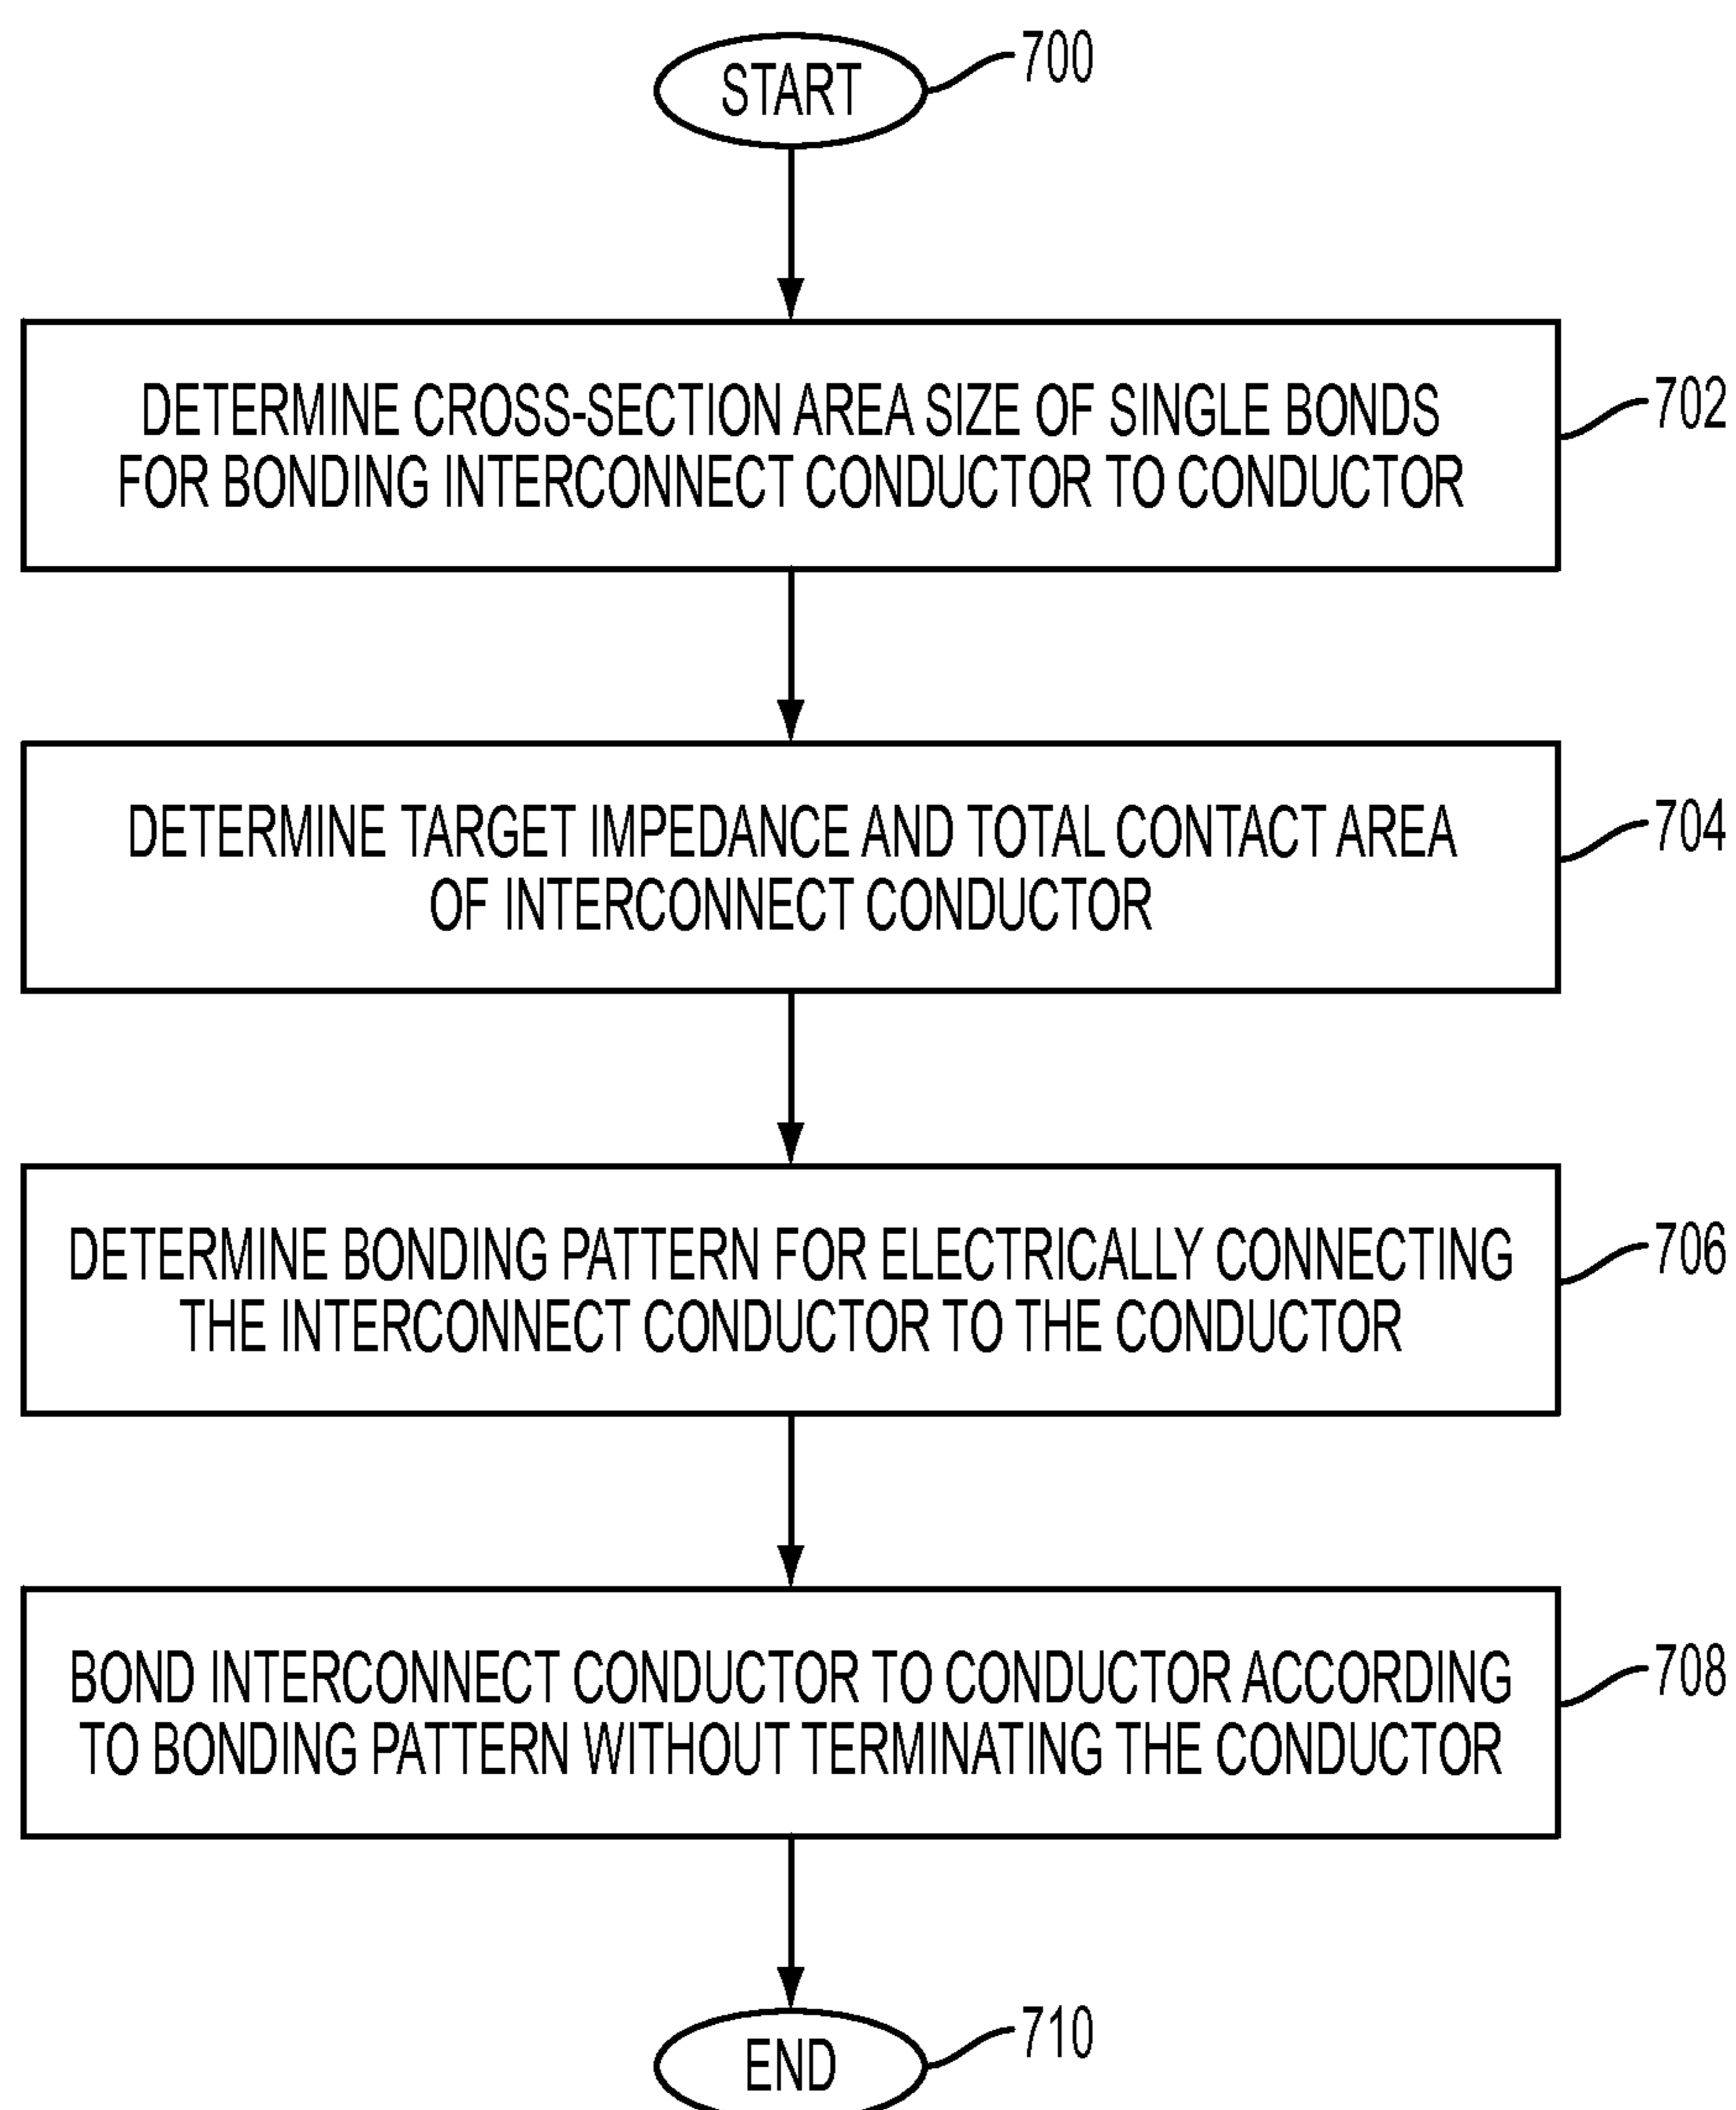 START
700
DETERMINE CROSS-SECTION AREA SIZE OF SINGLE BONDS
FOR BONDING INTERCONNECT CONDUCTOR TO CONDUCTOR
702
DETERMINE TARGET IMPEDANCE AND TOTAL CONTACT AREA
OF INTERCONNECT CONDUCTOR
704
DETERMINE BONDING PATTERN FOR ELECTRICALLY CONNECTING
THE INTERCONNECT CONDUCTOR TO THE CONDUCTOR
706
BOND INTERCONNECT CONDUCTOR TO CONDUCTOR ACCORDING
TO BONDING PATTERN WITHOUT TERMINATING THE CONDUCTOR
708
END
710